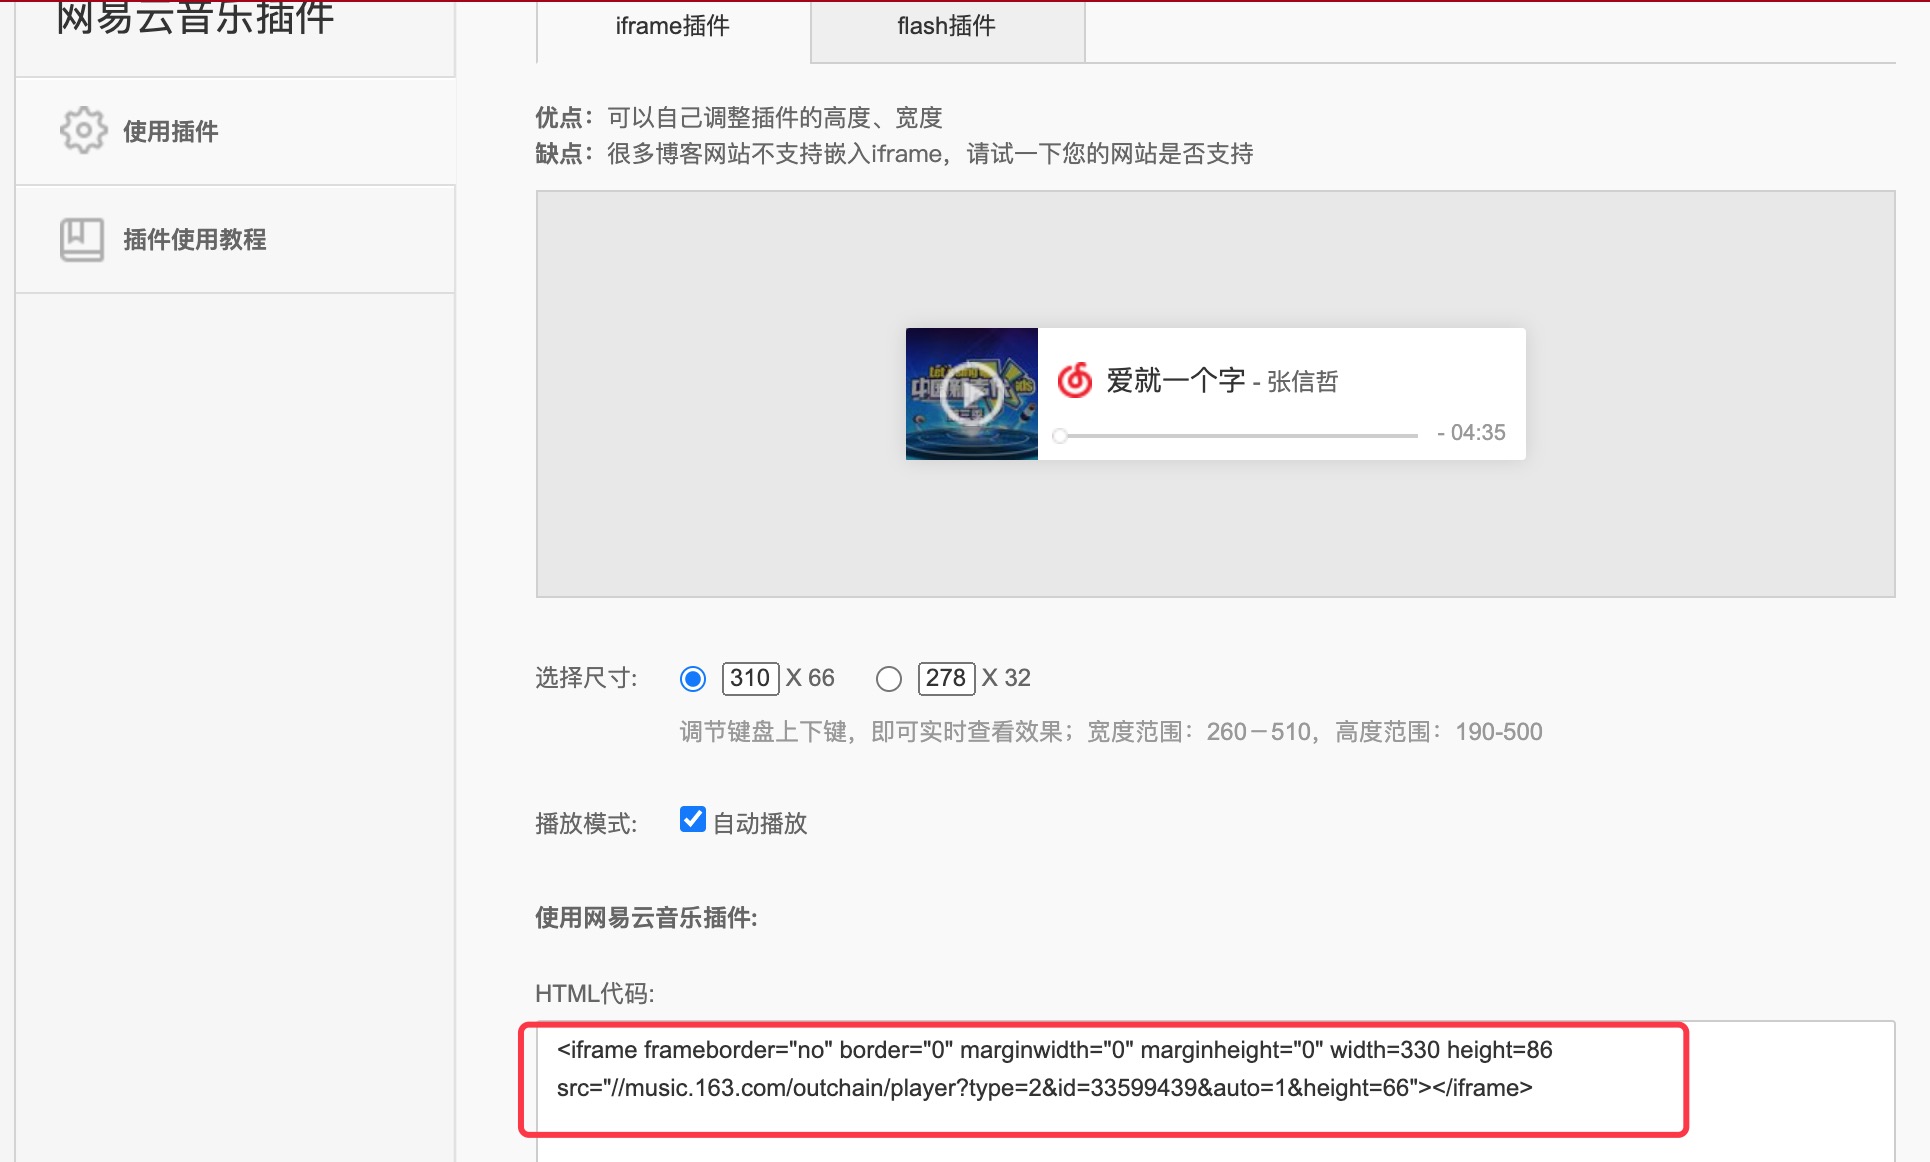 网易云音乐插件
iframe插件
flash插件
使用插件
插件使用教程
优点：可以自己调整插件的高度、宽度
缺点：很多博客网站不支持嵌入iframe，请试一下您的网站是否支持
Let's sing
kids
爱就一个字 - 张信哲
- 04:35
选择尺寸: 310 X 66 278 X 32
调节键盘上下键，即可实时查看效果；宽度范围：260－510，高度范围：190-500
播放模式: 自动播放
使用网易云音乐插件:
HTML代码:
<iframe frameborder="no" border="0" marginwidth="0" marginheight="0" width=330 height=86
src="//music.163.com/outchain/player?type=2&id=33599439&auto=1&height=66"></iframe>